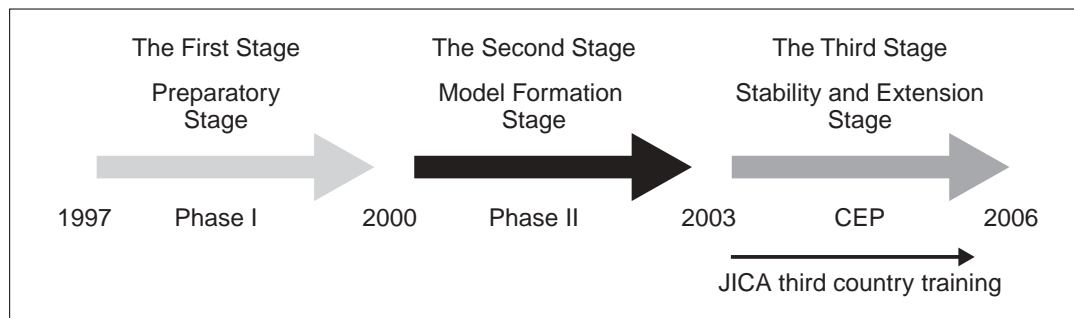 The First Stage
Preparatory
Stage
The Second Stage
Model Formation
Stage
The Third Stage
Stability and Extension
Stage
1997 Phase I 2000 Phase II 2003 CEP 2006
JICA third country training